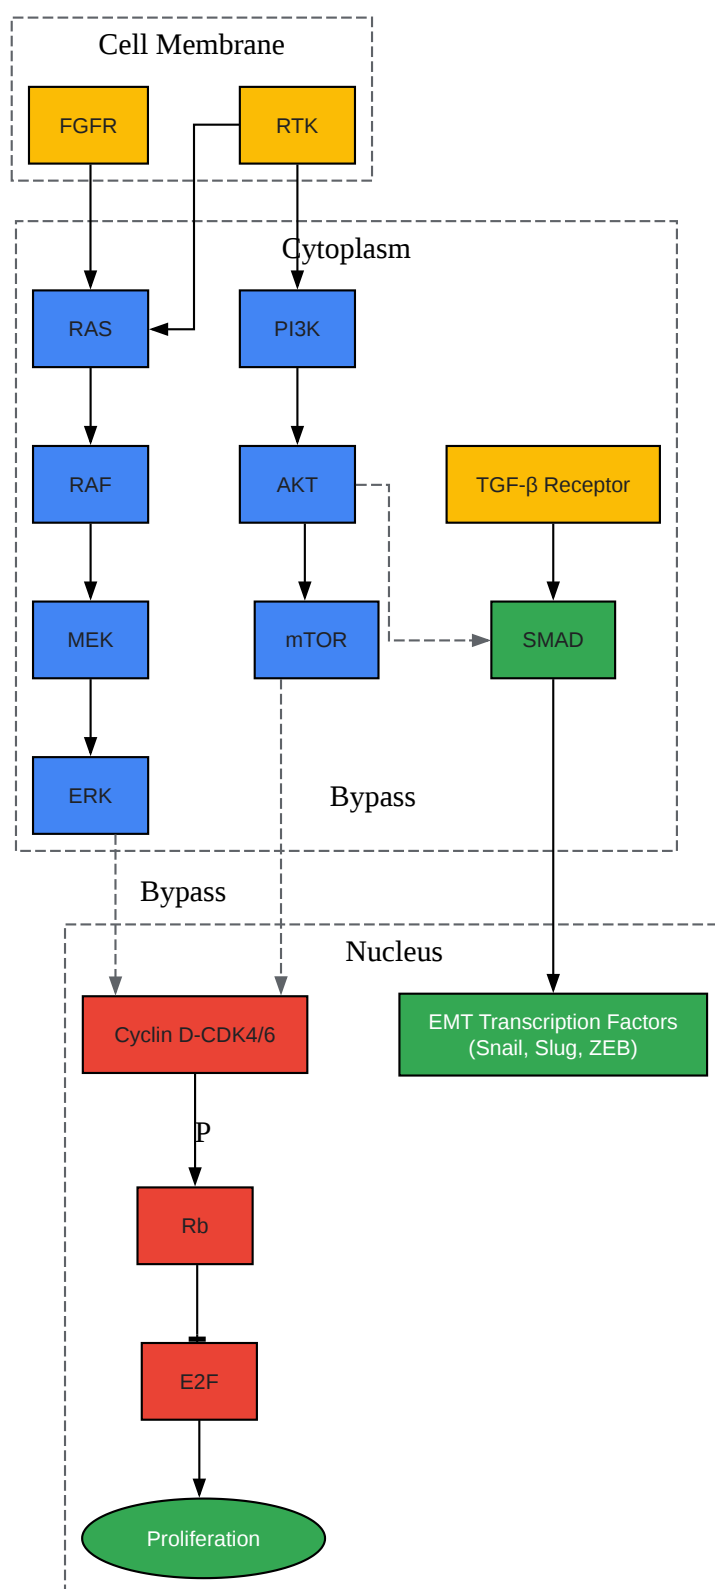 Cell Membrane
FGFR
RTK
Cytoplasm
RAS
PI3K
RAF
AKT
TGF-β Receptor
MEK
mTOR
SMAD
ERK
Bypass
Bypass
Nucleus
Cyclin D-CDK4/6
EMT Transcription Factors
(Snail, Slug, ZEB)
P
Rb
E2F
Proliferation